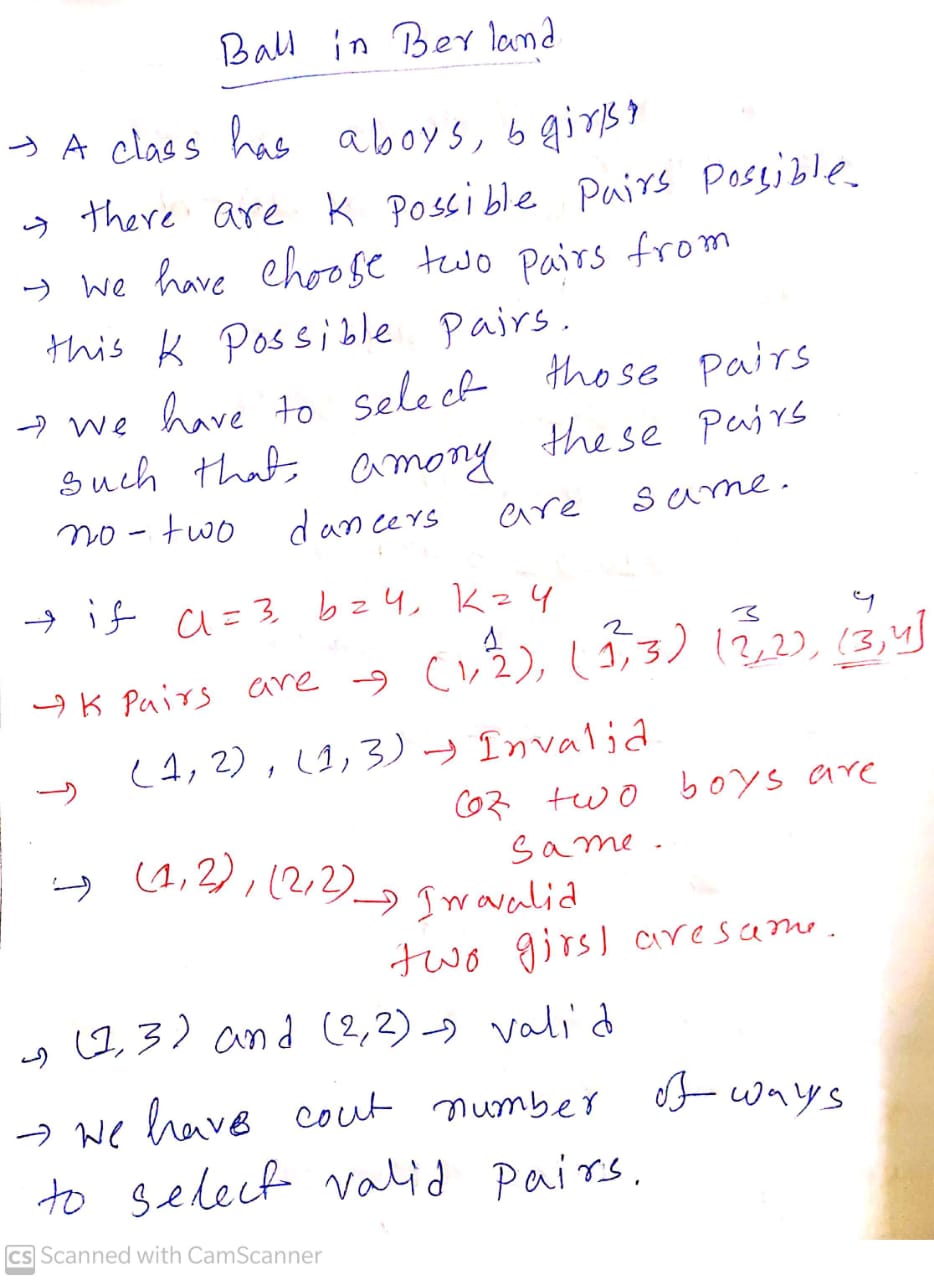 Ball in Ber land
→ A class has a boys, b girls,
→ there are K possible Pairs Possible.
→ we have choose two pairs from
this K Possible pairs.
→ we have to select those pairs
such that, among these pairs
no-two dancers are same.
→ if a=3, b=4, K=4
1 2 3 4
→ K Pairs are → (1,2), (1,3) (2,2), (3,4)
→ (1,2), (1,3) → Invalid
coz two boys are
same.
→ (1,2), (2,2) → Invalid
two girsl are same.
→ (1,3) and (2,2) → valid
→ we have cout number of ways
to select valid pairs.
CS Scanned with CamScanner